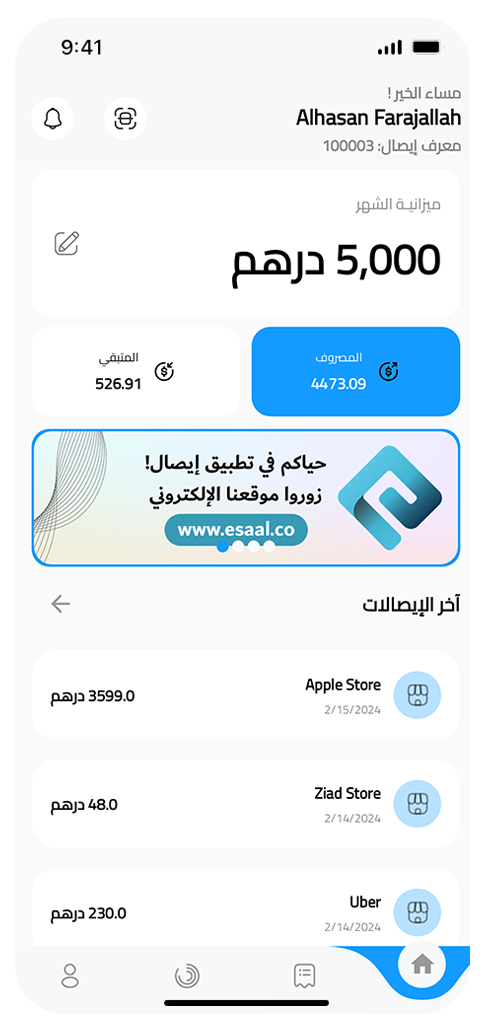 9:41
مساء الخير !
Alhasan Farajallah
معرف إيصال: 100003
ميزانيـة الشهر
5,000 درهم
المصروف
4473.09
المتبقي
526.91
حياكم في تطبيق إيصال!
زوروا موقعنا الإلكتروني
www.esaal.co
آخر الإيصالات
Apple Store
2/15/2024
3599.0 درهم
Ziad Store
2/14/2024
48.0 درهم
Uber
2/14/2024
230.0 درهم